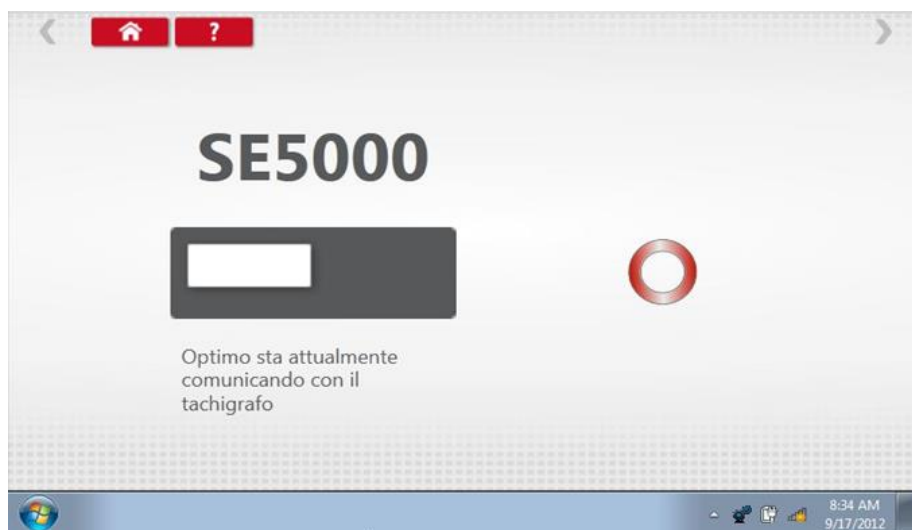 ?
SE5000
Optimo sta attualmente
comunicando con il
tachigrafo
8:34 AM
9/17/2012